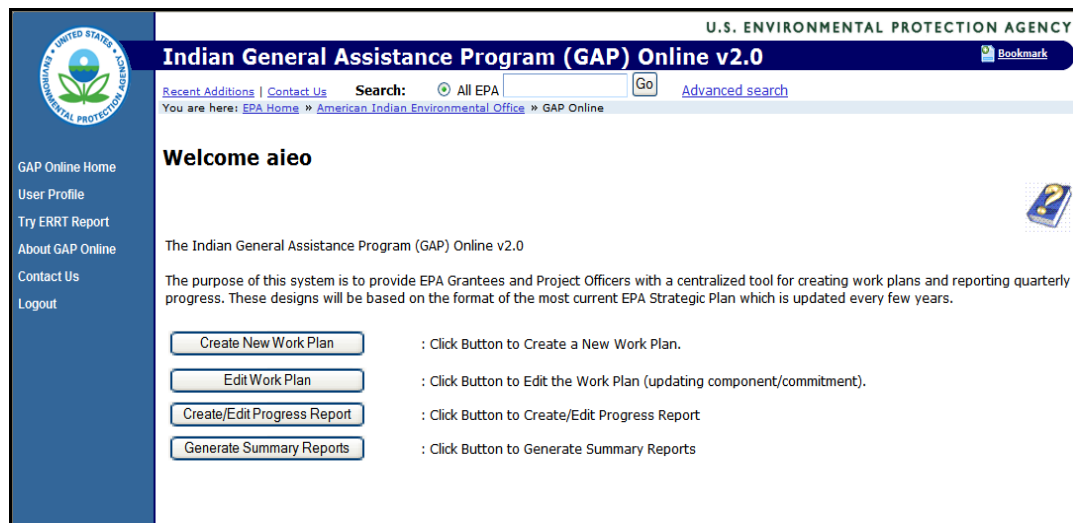 U.S. ENVIRONMENTAL PROTECTION AGENCY
UNITED STATES
ENVIRONMENTAL PROTECTION AGENCY
Indian General Assistance Program (GAP) Online v2.0
Bookmark
Recent Additions | Contact Us Search: All EPA Go Advanced search
You are here: EPA Home » American Indian Environmental Office » GAP Online
GAP Online Home
User Profile
Try ERRT Report
About GAP Online
Contact Us
Logout
Welcome aieo
The Indian General Assistance Program (GAP) Online v2.0
The purpose of this system is to provide EPA Grantees and Project Officers with a centralized tool for creating work plans and reporting quarterly
progress. These designs will be based on the format of the most current EPA Strategic Plan which is updated every few years.
Create New Work Plan : Click Button to Create a New Work Plan.
Edit Work Plan : Click Button to Edit the Work Plan (updating component/commitment).
Create/Edit Progress Report : Click Button to Create/Edit Progress Report
Generate Summary Reports : Click Button to Generate Summary Reports